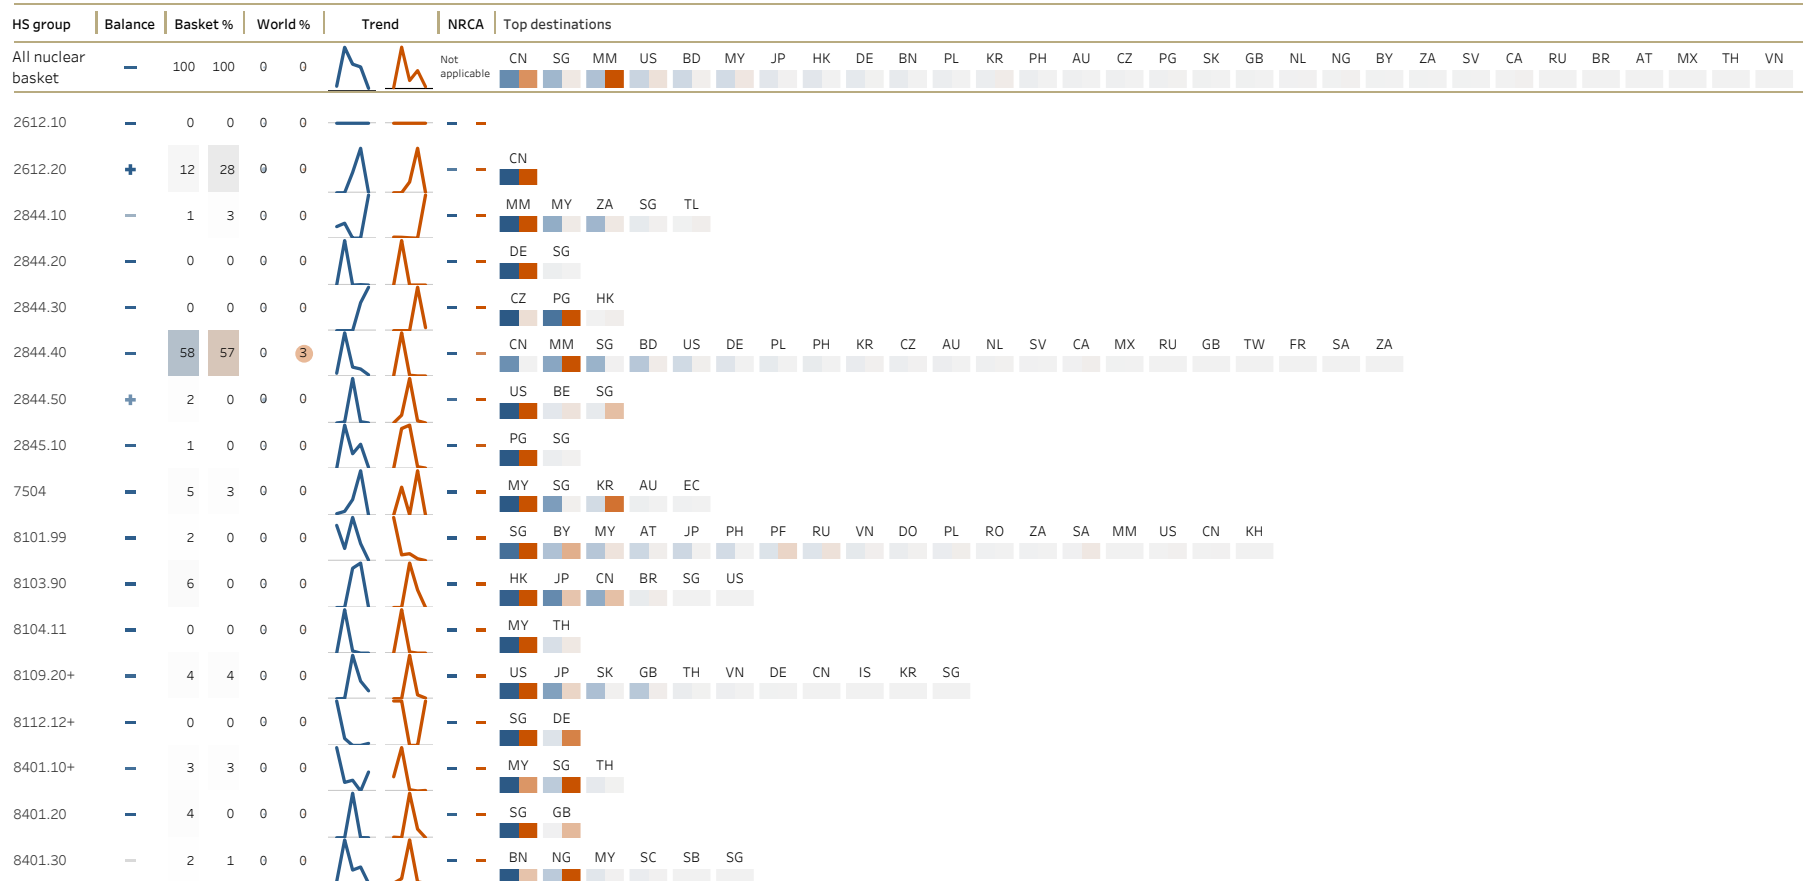 HS group Balance Basket % World % Trend NRCA Top destinations
All nuclear basket 100 100 0 0 Not applicable CN SG MM US BD MY JP HK DE BN PL KR PH AU CZ PG SK GB NL NG BY ZA SV CA RU BR AT MX TH VN
2612.10 0 0 0 0
2612.20 12 28 0 0 CN
2844.10 1 3 0 0 MM MY ZA SG TL
2844.20 0 0 0 0 DE SG
2844.30 0 0 0 0 CZ PG HK
2844.40 58 57 0 3 CN MM SG BD US DE PL PH KR CZ AU NL SV CA MX RU GB TW FR SA ZA
2844.50 2 0 0 0 US BE SG
2845.10 1 0 0 0 PG SG
7504 5 3 0 0 MY SG KR AU EC
8101.99 2 0 0 0 SG BY MY AT JP PH PF RU VN DO PL RO ZA SA MM US CN KH
8103.90 6 0 0 0 HK JP CN BR SG US
8104.11 0 0 0 0 MY TH
8109.20+ 4 4 0 0 US JP SK GB TH VN DE CN IS KR SG
8112.12+ 0 0 0 0 SG DE
8401.10+ 3 3 0 0 MY SG TH
8401.20 4 0 0 0 SG GB
8401.30 2 1 0 0 BN NG MY SC SB SG